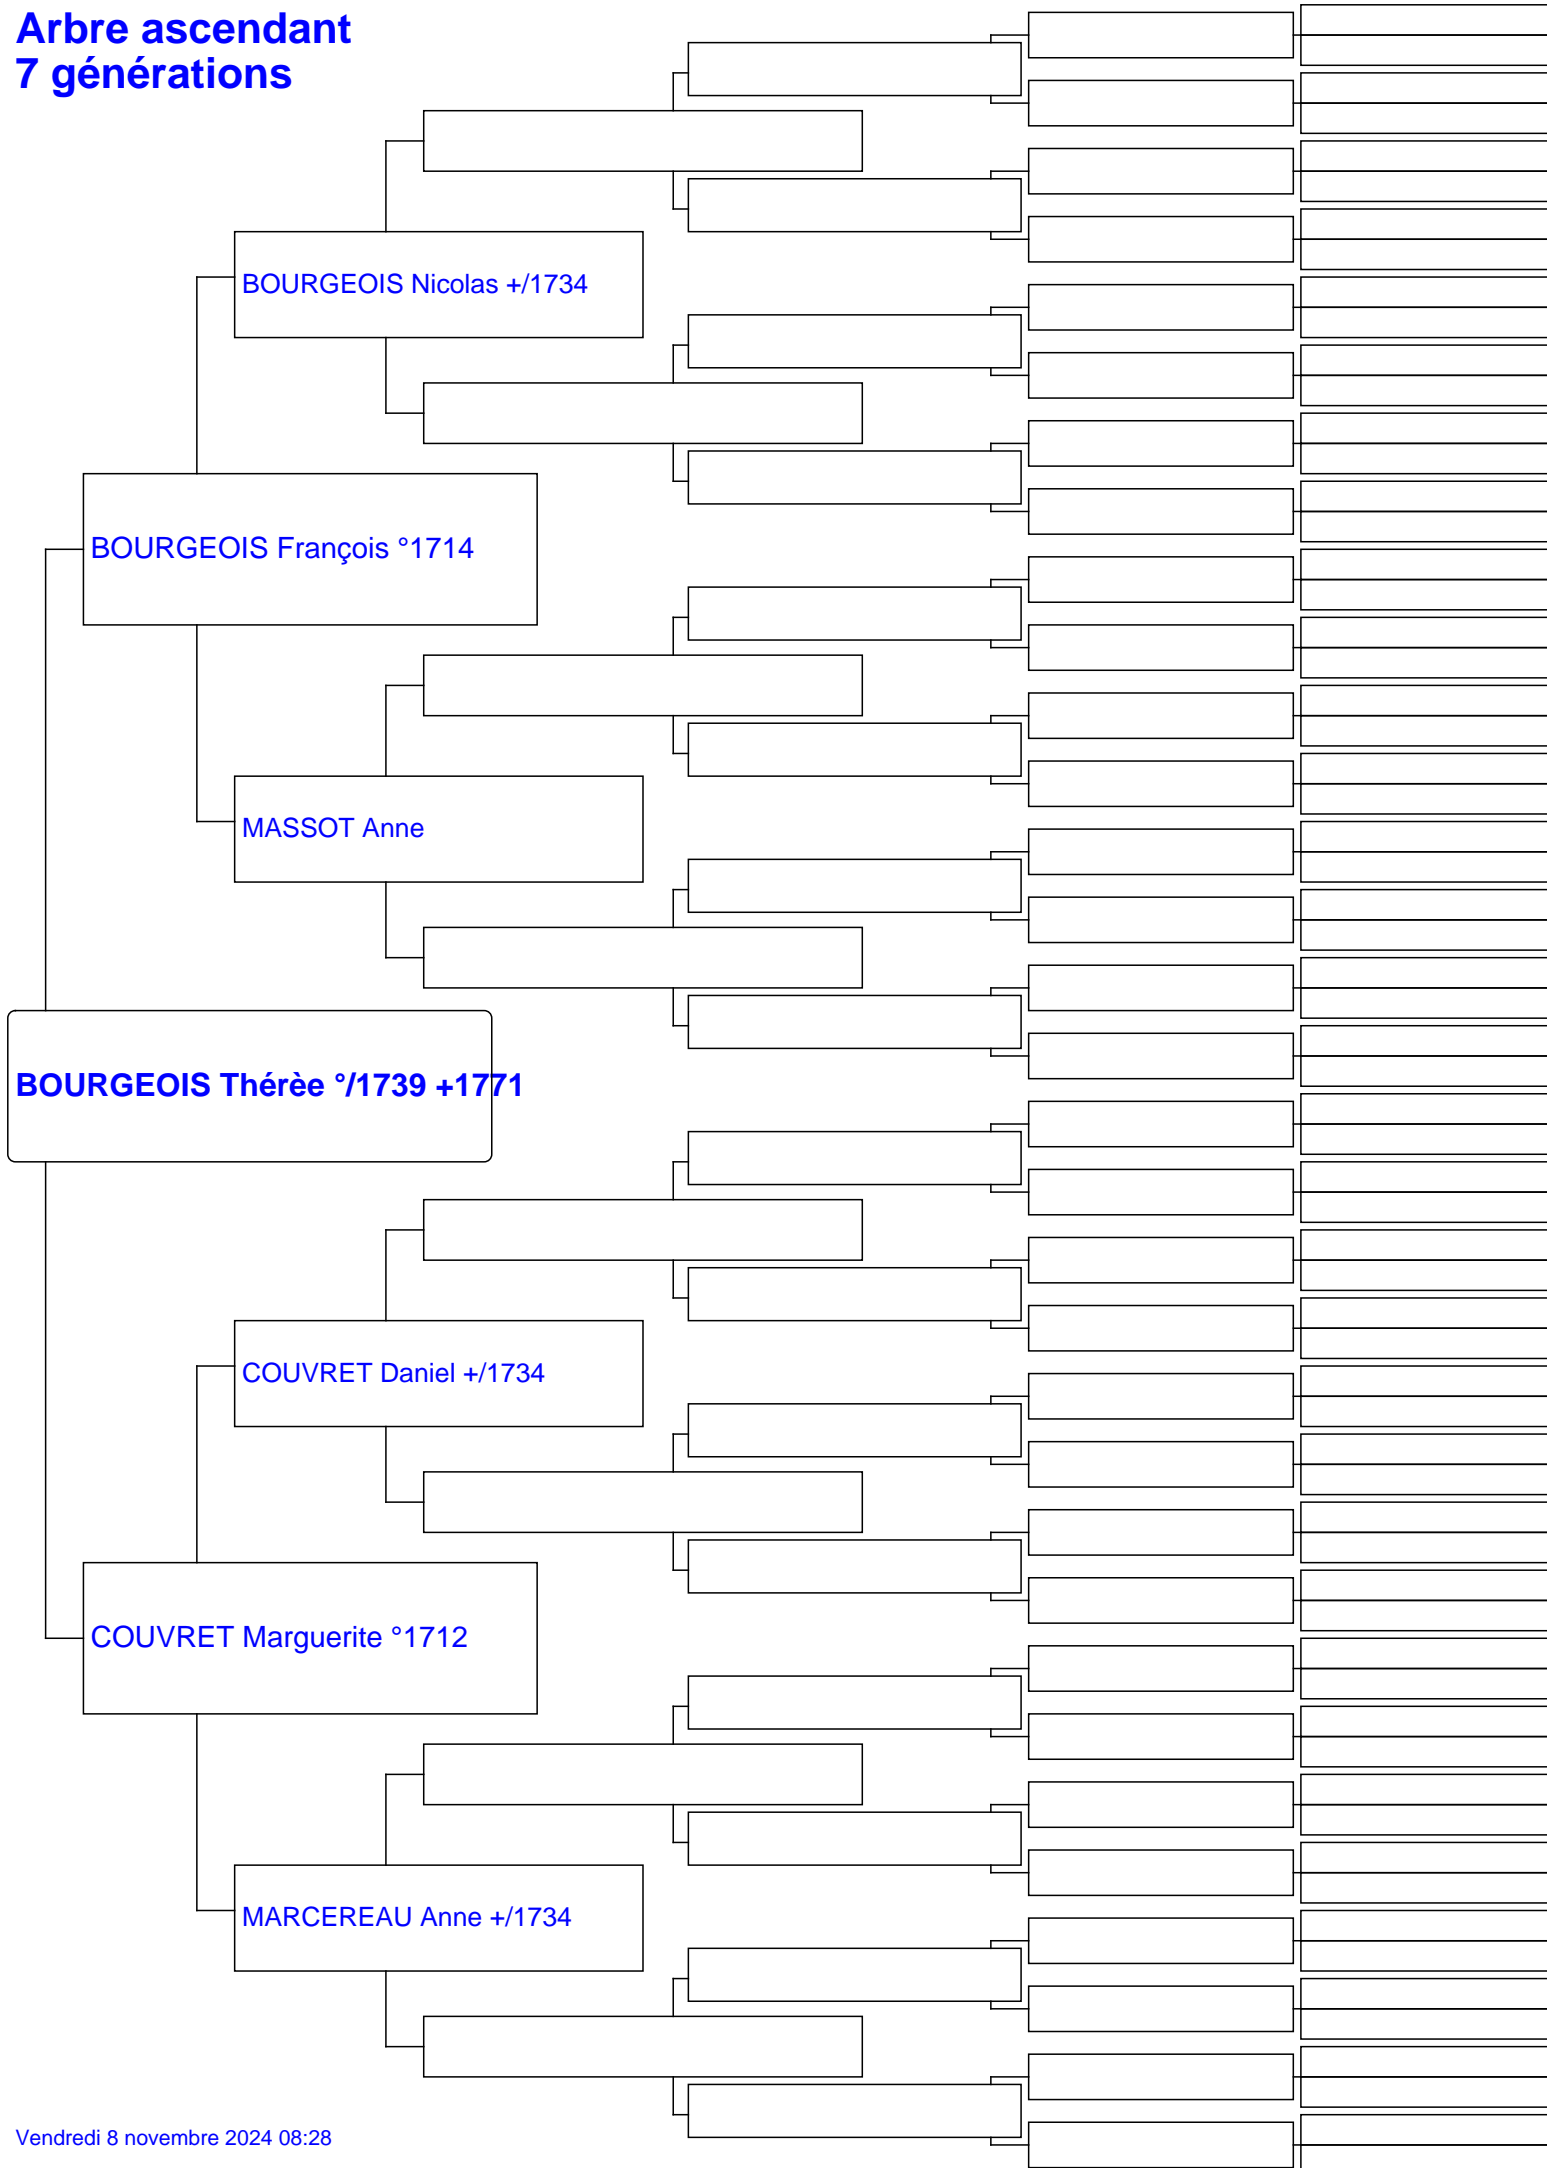 Arbre ascendant
7 générations
BOURGEOIS Nicolas +/1734
BOURGEOIS François °1714
MASSOT Anne
BOURGEOIS Thérèe °/1739 +1771
COUVRET Daniel +/1734
COUVRET Marguerite °1712
MARCEREAU Anne +/1734
Vendredi 8 novembre 2024 08:28